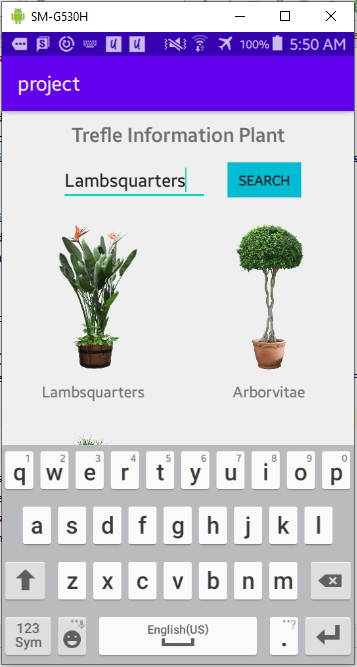 SM-G530H
100% 5:50 AM
project
Trefle Information Plant
Lambsquarters SEARCH
Lambsquarters Arborvitae
1 2 3 4 5 6 7 8 9 0
q w e r t y u i o p
a s d f g h j k l
z x c v b n m
123 Sym English(US) . **?